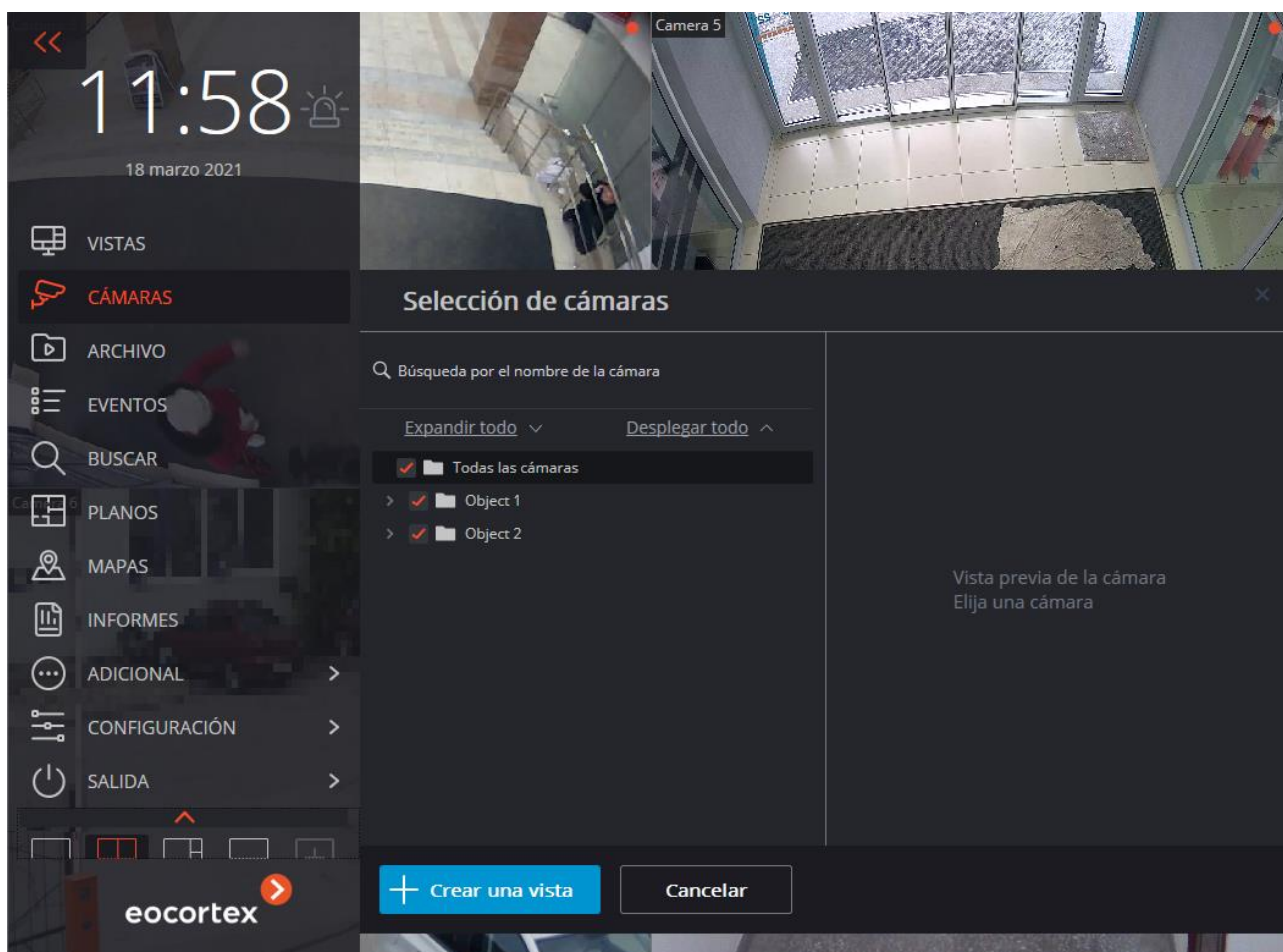 11:58
18 marzo 2021
VISTAS
CÁMARAS
ARCHIVO
EVENTOS
BUSCAR
PLANOS
MAPAS
INFORMES
ADICIONAL
CONFIGURACIÓN
SALIDA
eocortex
Camera 6
Camera 5
Selección de cámaras
Búsqueda por el nombre de la cámara
Expandir todo
Desplegar todo
Todas las cámaras
Object 1
Object 2
Vista previa de la cámara
Elija una cámara
Crear una vista
Cancelar